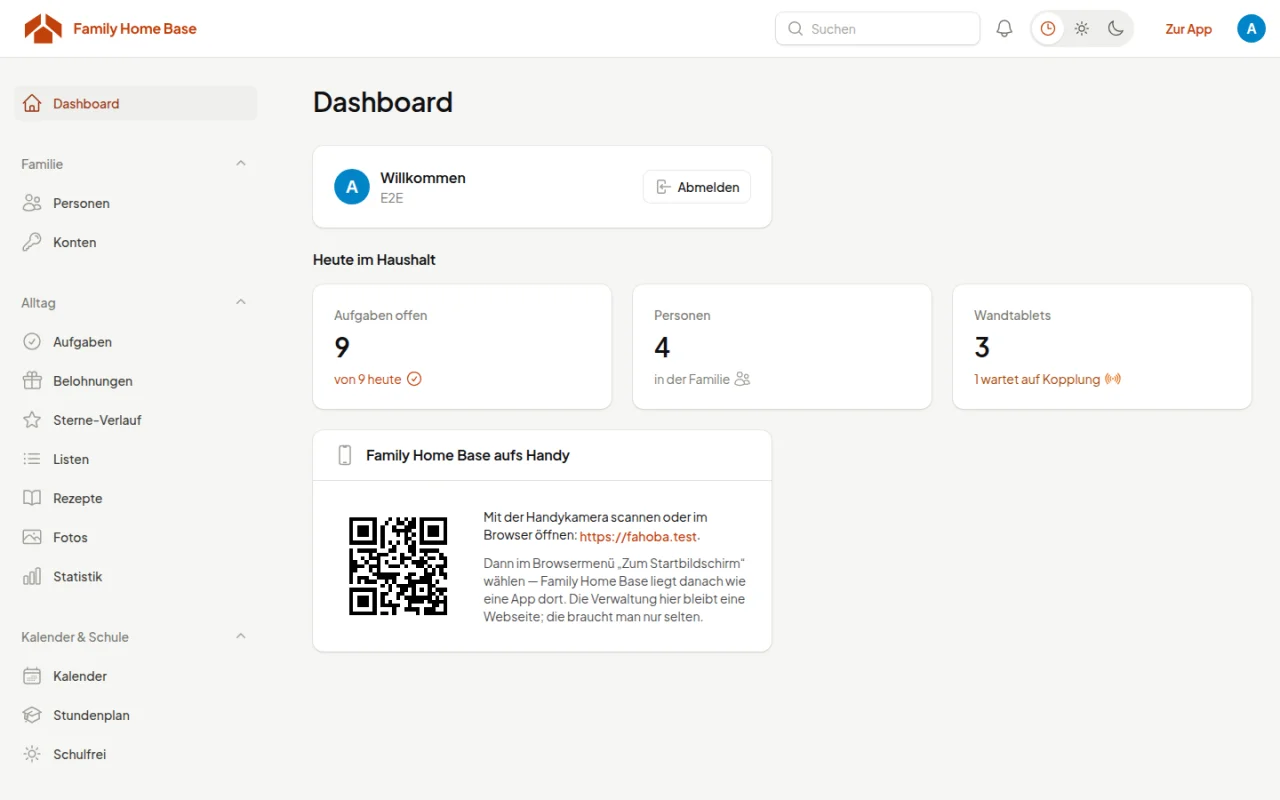 Family Home Base
Suchen
Zur App
A
Dashboard
Familie
Personen
Konten
Alltag
Aufgaben
Belohnungen
Sterne-Verlauf
Listen
Rezepte
Fotos
Statistik
Kalender & Schule
Kalender
Stundenplan
Schulfrei
Dashboard
A
Willkommen
E2E
Abmelden
Heute im Haushalt
Aufgaben offen
9
von 9 heute
Personen
4
in der Familie
Wandtablets
3
1 wartet auf Kopplung
Family Home Base aufs Handy
Mit der Handykamera scannen oder im
Browser öffnen: https://fahoba.test.
Dann im Browsermenü „Zum Startbildschirm“
wählen — Family Home Base liegt danach wie
eine App dort. Die Verwaltung hier bleibt eine
Webseite; die braucht man nur selten.